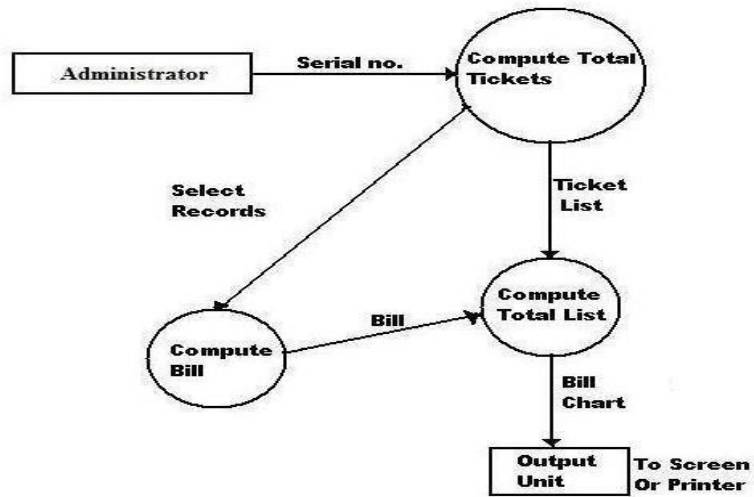 Administrator
Serial no.
Compute Total
Tickets
Select
Records
Ticket
List
Compute
Total List
Bill
Compute
Bill
Bill
Chart
Output
Unit
To Screen
Or Printer